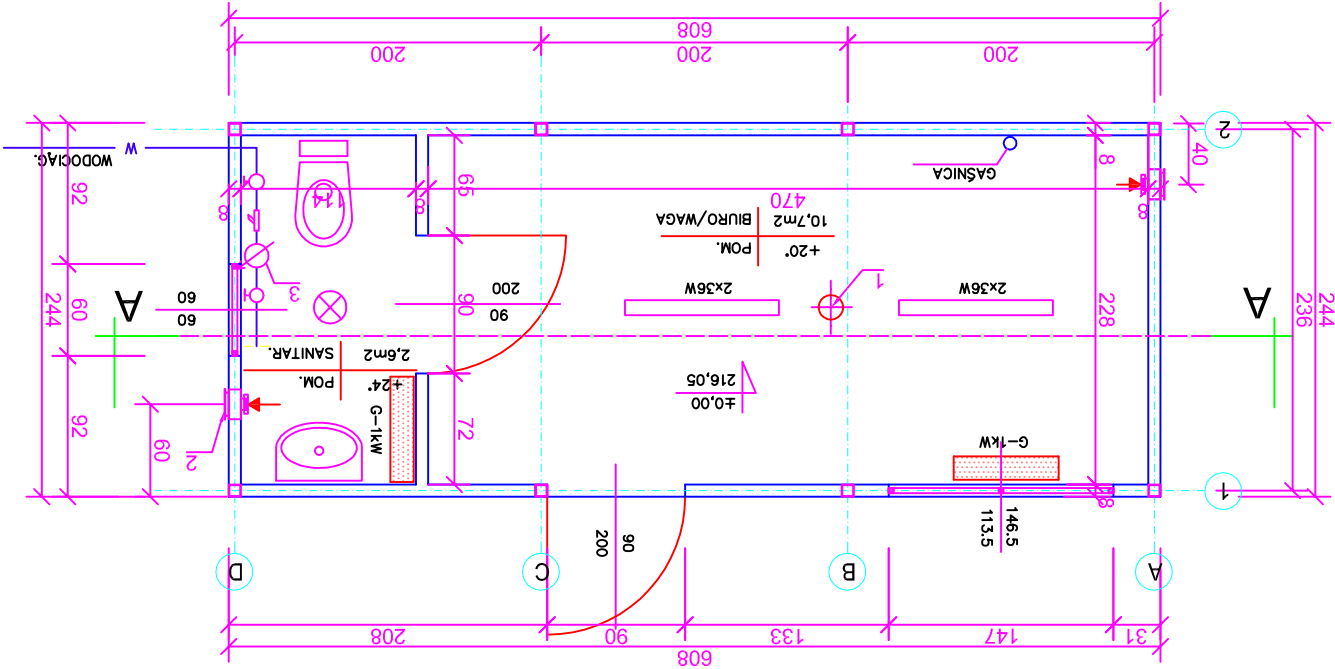 608
31
147
133
90
208
A
B
C
D
146.5
113.5
90
200
1
8
G-1kW
72
G-1kW
60
2
92
±0,00
216,05
+24°
POM.
2,6m2
SANITAR.
244
236
A
228
2x36W
1
2x36W
90
200
90
3
60
60
A
60
244
+20°
POM.
10,7m2
BIURO/WAGA
470
8
8
114
8
40
8
GAŚNICA
65
92
WODOCIĄG.
W
2
200
200
200
608